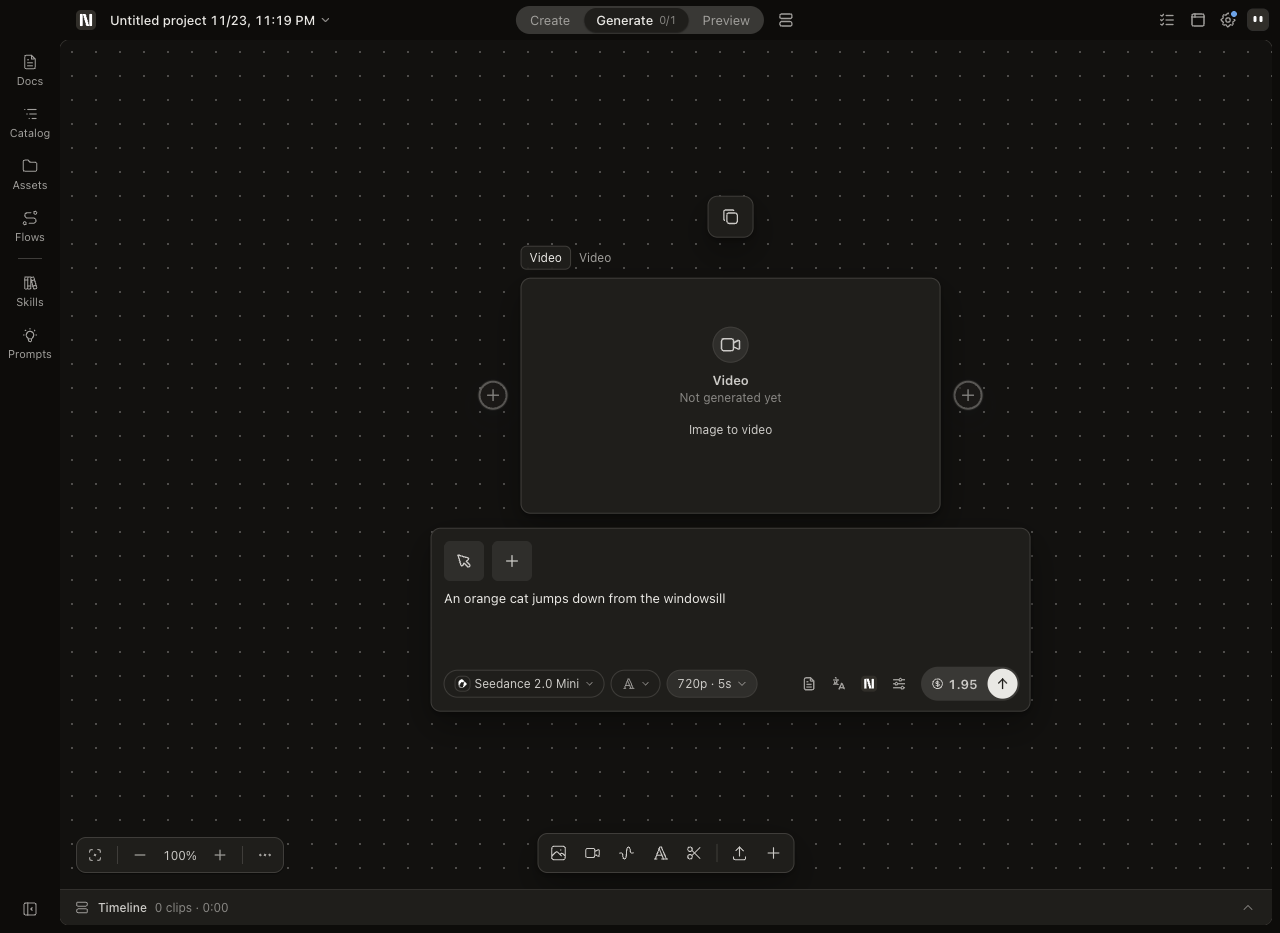 Untitled project 11/23, 11:19 PM
Create
Generate 0/1
Preview
Docs
Catalog
Assets
Flows
Skills
Prompts
Video Video
Video
Not generated yet
Image to video
An orange cat jumps down from the windowsill
Seedance 2.0 Mini
720p · 5s
1.95
100%
Timeline 0 clips · 0:00